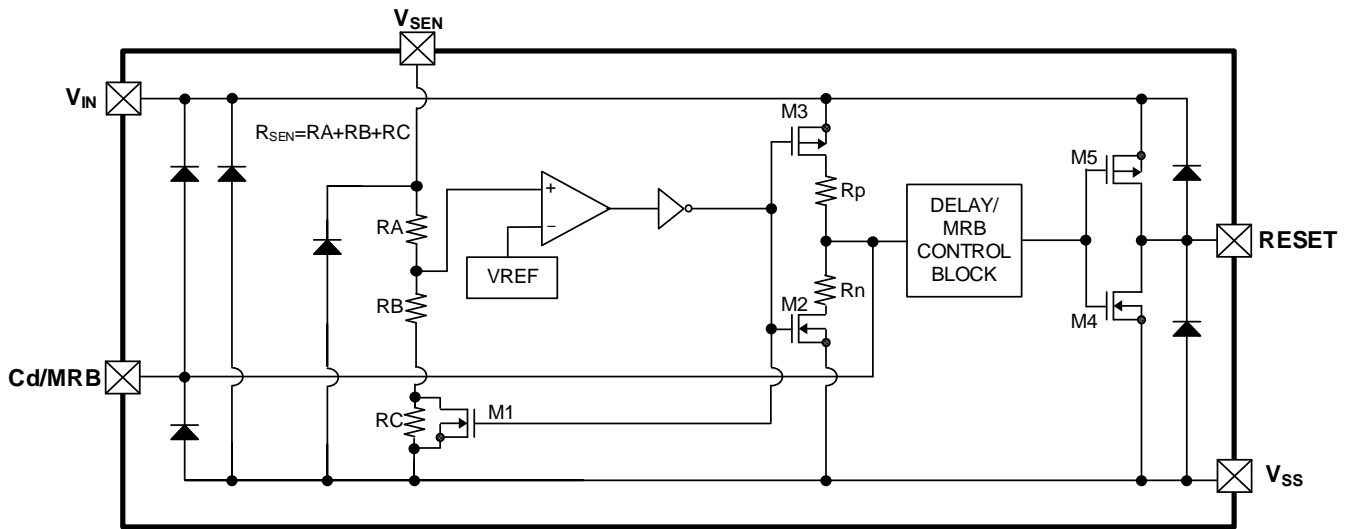 VSEN
VIN
RSEN=RA+RB+RC
M3
M5
+
Rp
RA
DELAY/
MRB
CONTROL
BLOCK
−
RESET
VREF
Rn
RB
M2
M4
Cd/MRB
RC
M1
VSS